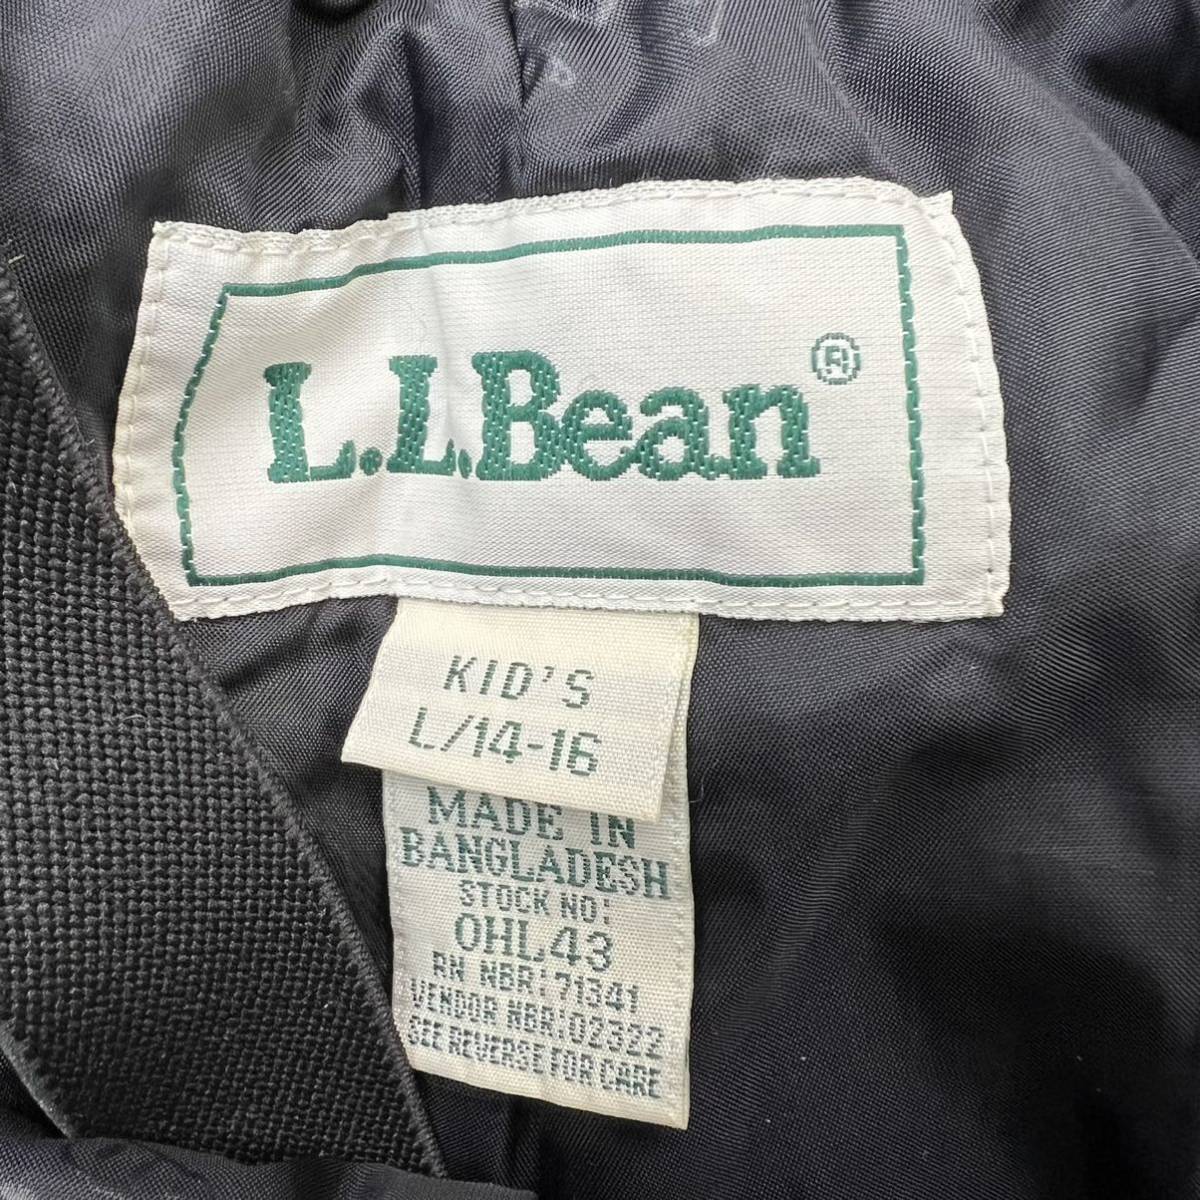 L.L.Bean®
KID'S
L/14-16
MADE IN
BANGLADESH
STOCK NO:
OHL43
RN NBR: 71341
VENDOR NBR: 02322
SEE REVERSE FOR CARE